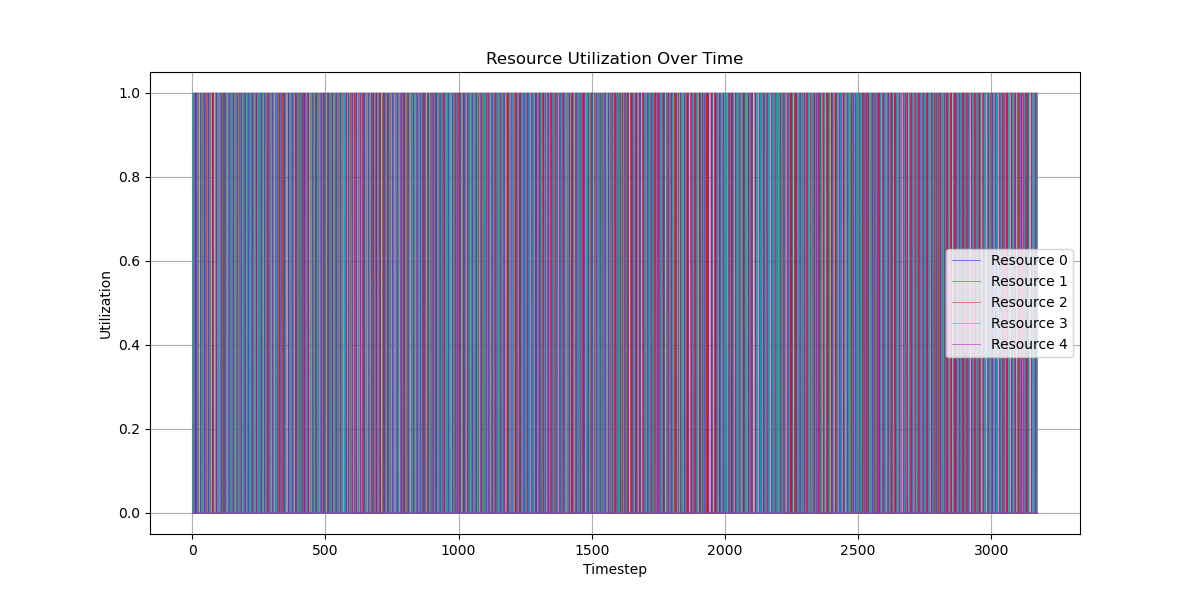 Resource Utilization Over Time
Utilization
1.0
0.8
0.6
0.4
0.2
0.0
Resource 0
Resource 1
Resource 2
Resource 3
Resource 4
0 500 1000 1500 2000 2500 3000
Timestep